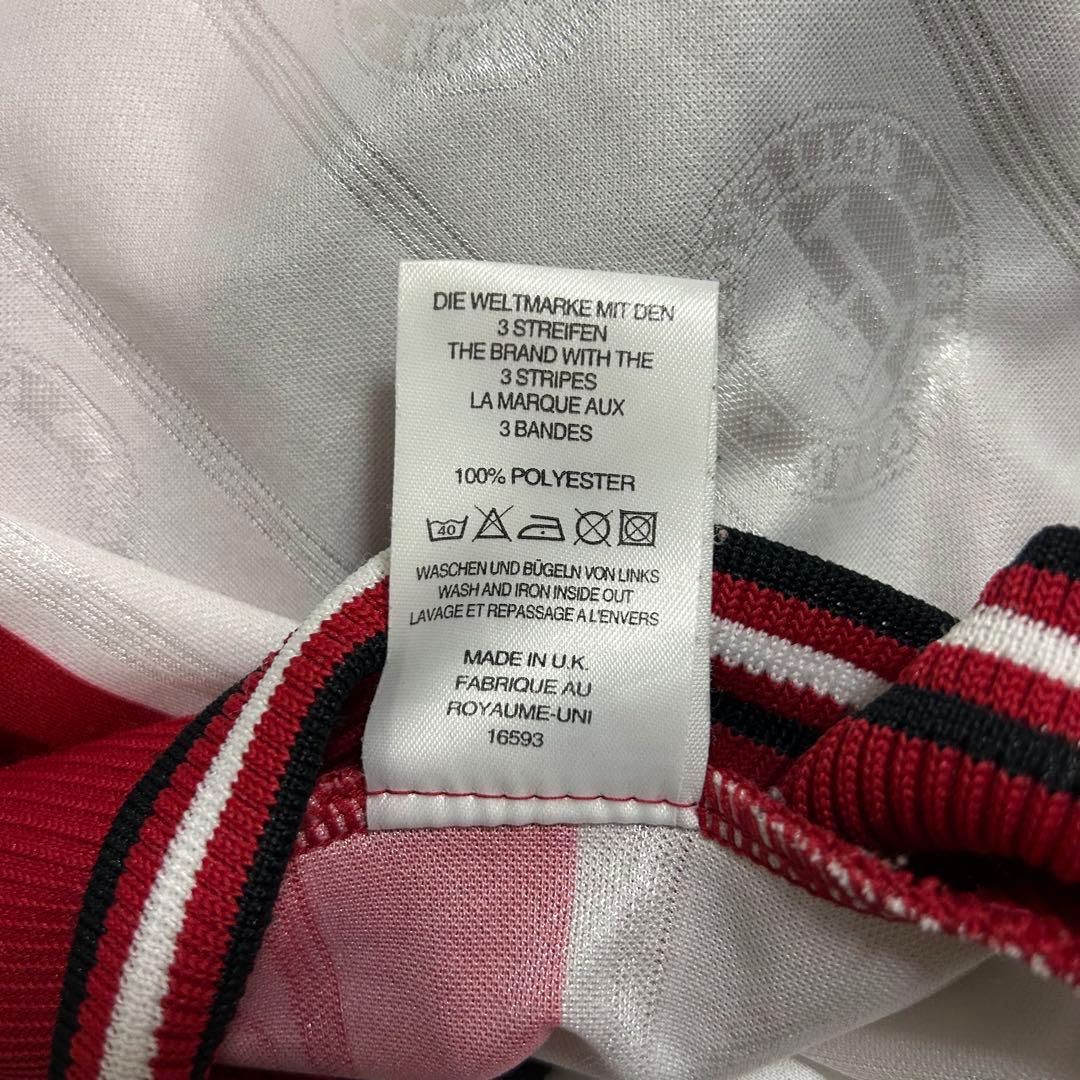 DIE WELTMARKE MIT DEN
3 STREIFEN
THE BRAND WITH THE
3 STRIPES
LA MARQUE AUX
3 BANDES
100% POLYESTER
40
WASCHEN UND BÜGELN VON LINKS
WASH AND IRON INSIDE OUT
LAVAGE ET REPASSAGE A L'ENVERS
MADE IN U.K.
FABRIQUE AU
ROYAUME-UNI
16593